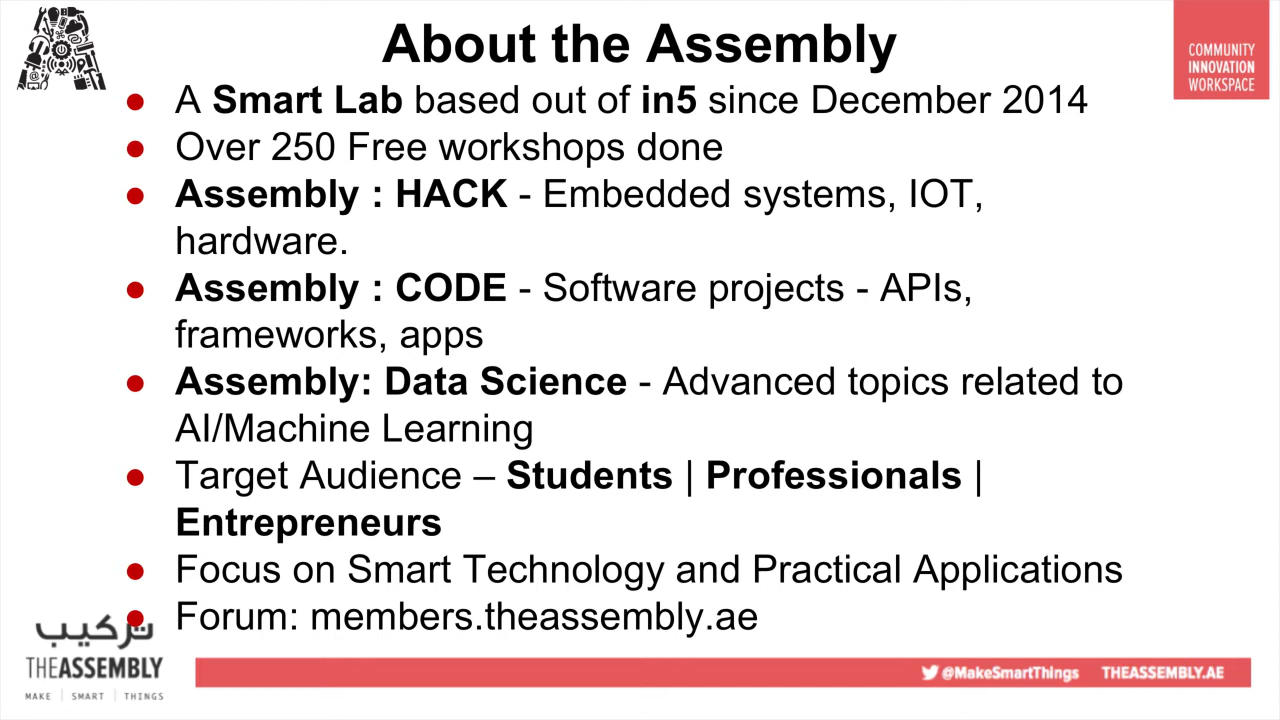 About the Assembly
COMMUNITY
INNOVATION
WORKSPACE
● A Smart Lab based out of in5 since December 2014
● Over 250 Free workshops done
● Assembly : HACK - Embedded systems, IOT,
hardware.
● Assembly : CODE - Software projects - APIs,
frameworks, apps
● Assembly: Data Science - Advanced topics related to
AI/Machine Learning
● Target Audience – Students | Professionals |
Entrepreneurs
● Focus on Smart Technology and Practical Applications
● Forum: members.theassembly.ae
تركيب
THEASSEMBLY
MAKE | SMART | THINGS
@MakeSmartThings THEASSEMBLY.AE